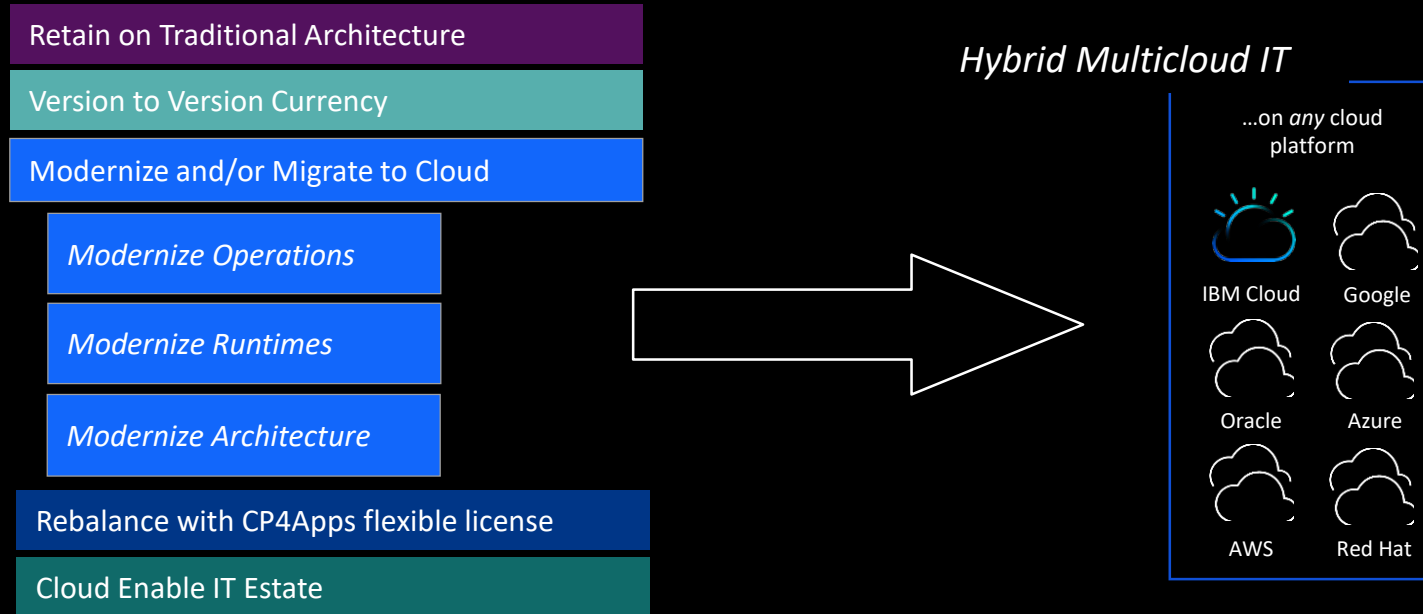 Retain on Traditional Architecture
Version to Version Currency
Modernize and/or Migrate to Cloud
Modernize Operations
Modernize Runtimes
Modernize Architecture
Rebalance with CP4Apps flexible license
Cloud Enable IT Estate
Hybrid Multicloud IT
...on any cloud
platform
IBM Cloud
Google
Oracle
Azure
AWS
Red Hat